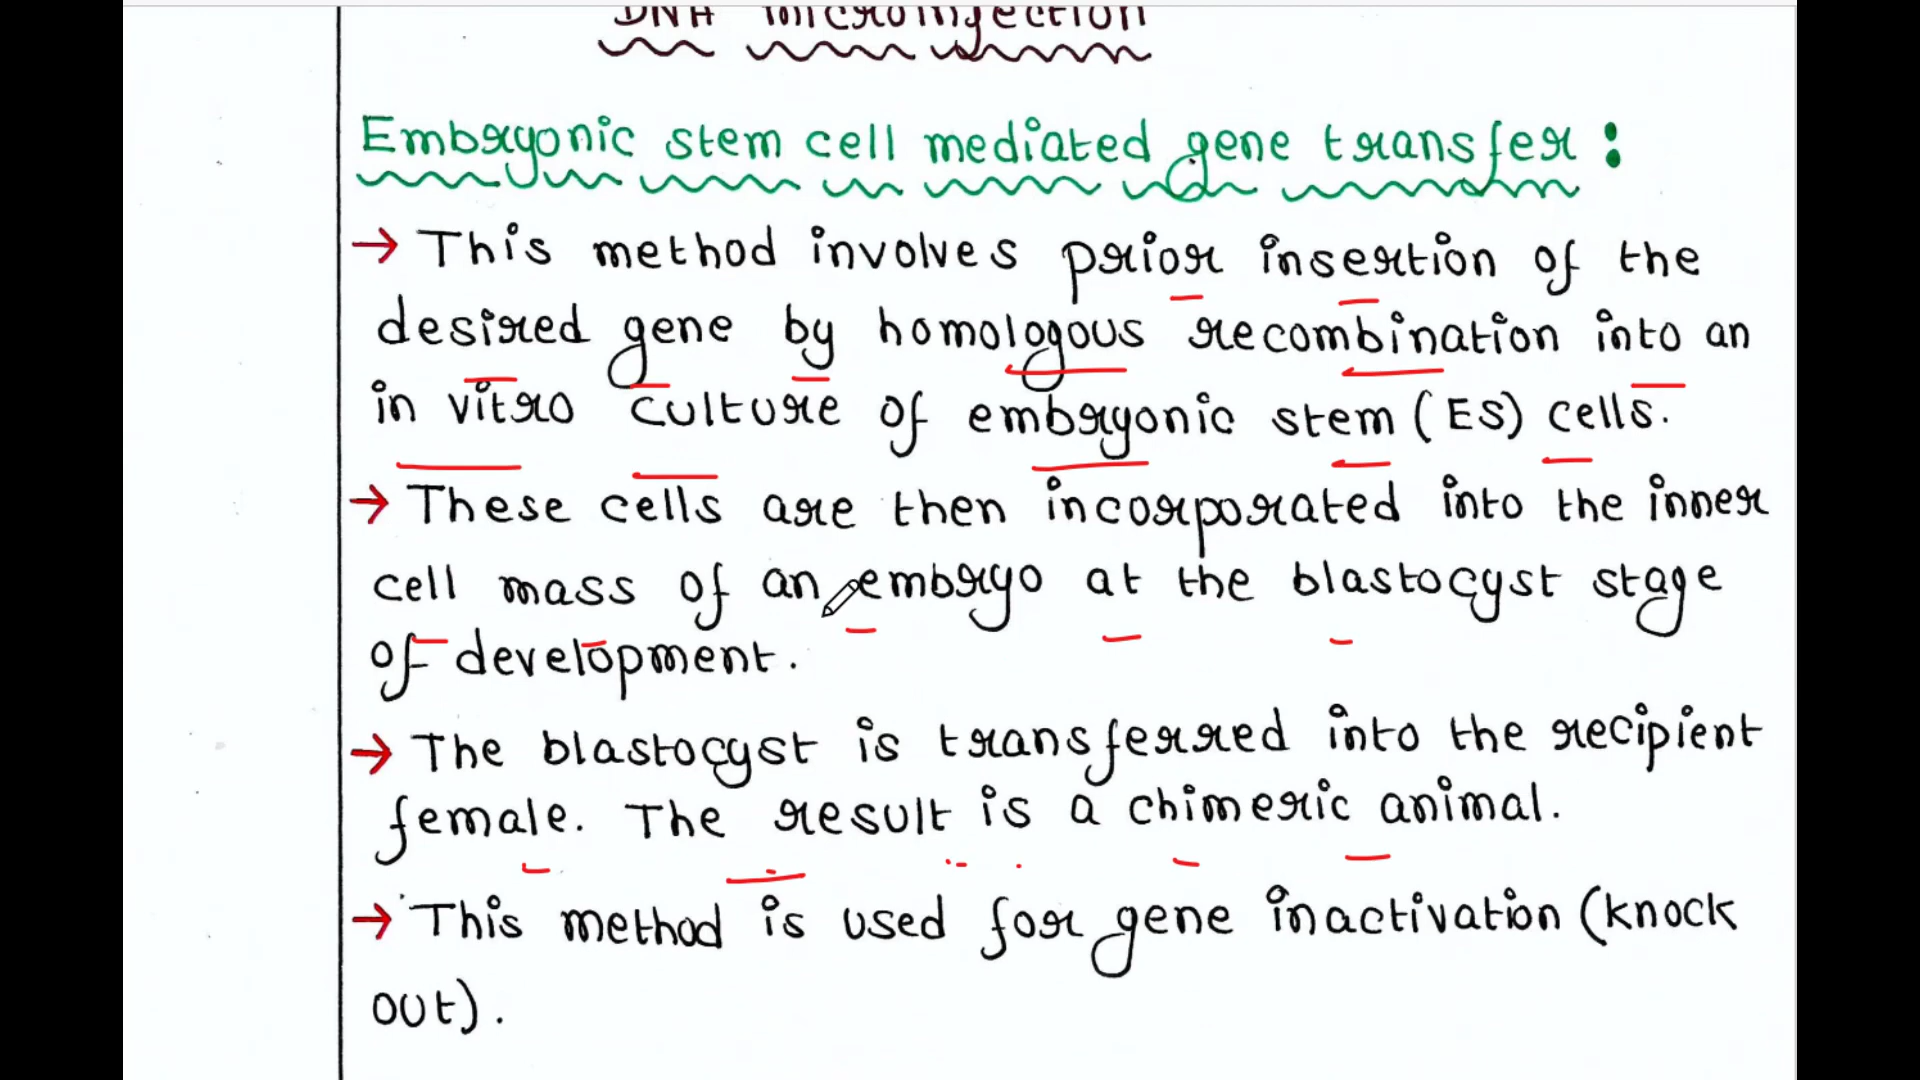 DNA microinjection
Embryonic stem cell mediated gene transfer :
→ This method involves prior insertion of the
desired gene by homologous recombination into an
in vitro culture of embryonic stem (ES) cells.
→ These cells are then incorporated into the inner
cell mass of an embryo at the blastocyst stage
of development.
→ The blastocyst is transferred into the recipient
female. The result is a chimeric animal.
→ This method is used for gene inactivation (knock
out).